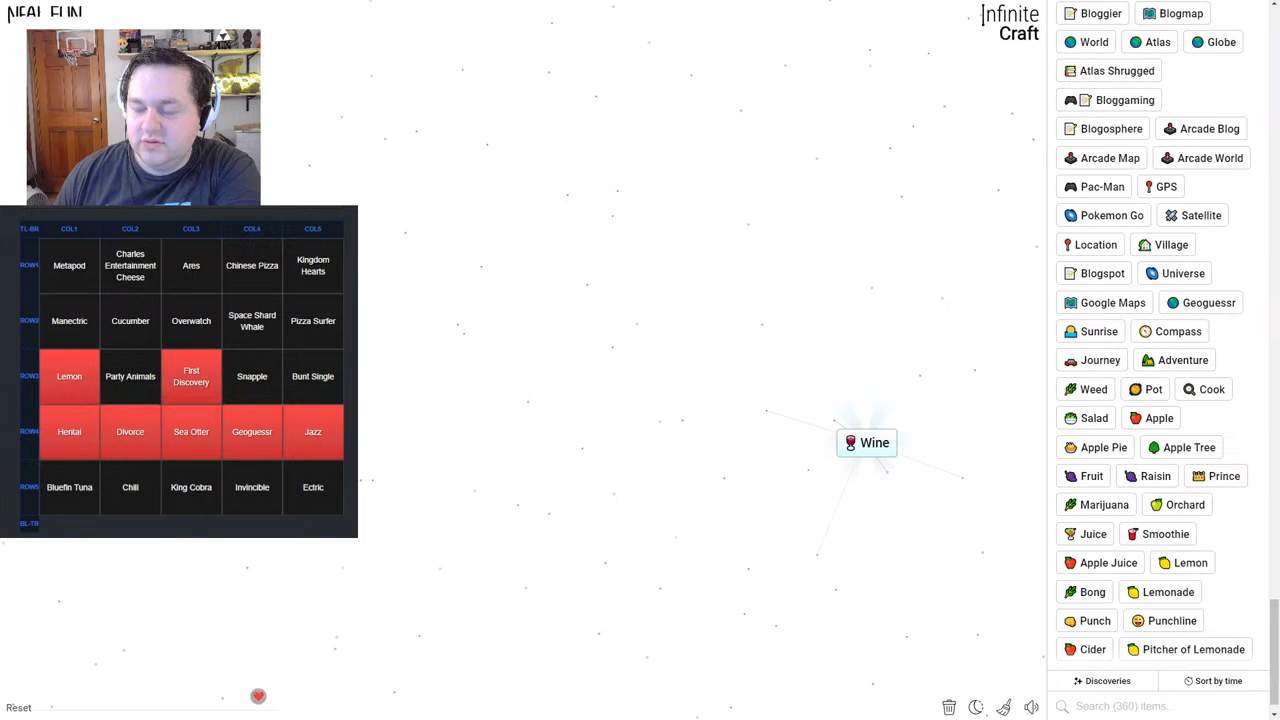 NEAL.FUN
Infinite
Craft
TL-BR COL1 COL2 COL3 COL4 COL5
ROW1 Metapod Charles Entertainment Cheese Ares Chinese Pizza Kingdom Hearts
ROW2 Manectric Cucumber Overwatch Space Shard Whale Pizza Surfer
ROW3 Lemon Party Animals First Discovery Snapple Bunt Single
ROW4 Hentai Divorce Sea Otter Geoguessr Jazz
ROW5 Bluefin Tuna Chili King Cobra Invincible Ectric
BL-TR
Wine
Bloggier Blogmap
World Atlas Globe
Atlas Shrugged
Bloggaming
Blogosphere Arcade Blog
Arcade Map Arcade World
Pac-Man GPS
Pokemon Go Satellite
Location Village
Blogspot Universe
Google Maps Geoguessr
Sunrise Compass
Journey Adventure
Weed Pot Cook
Salad Apple
Apple Pie Apple Tree
Fruit Raisin Prince
Marijuana Orchard
Juice Smoothie
Apple Juice Lemon
Bong Lemonade
Punch Punchline
Cider Pitcher of Lemonade
Discoveries Sort by time
Search (360) items...
Reset